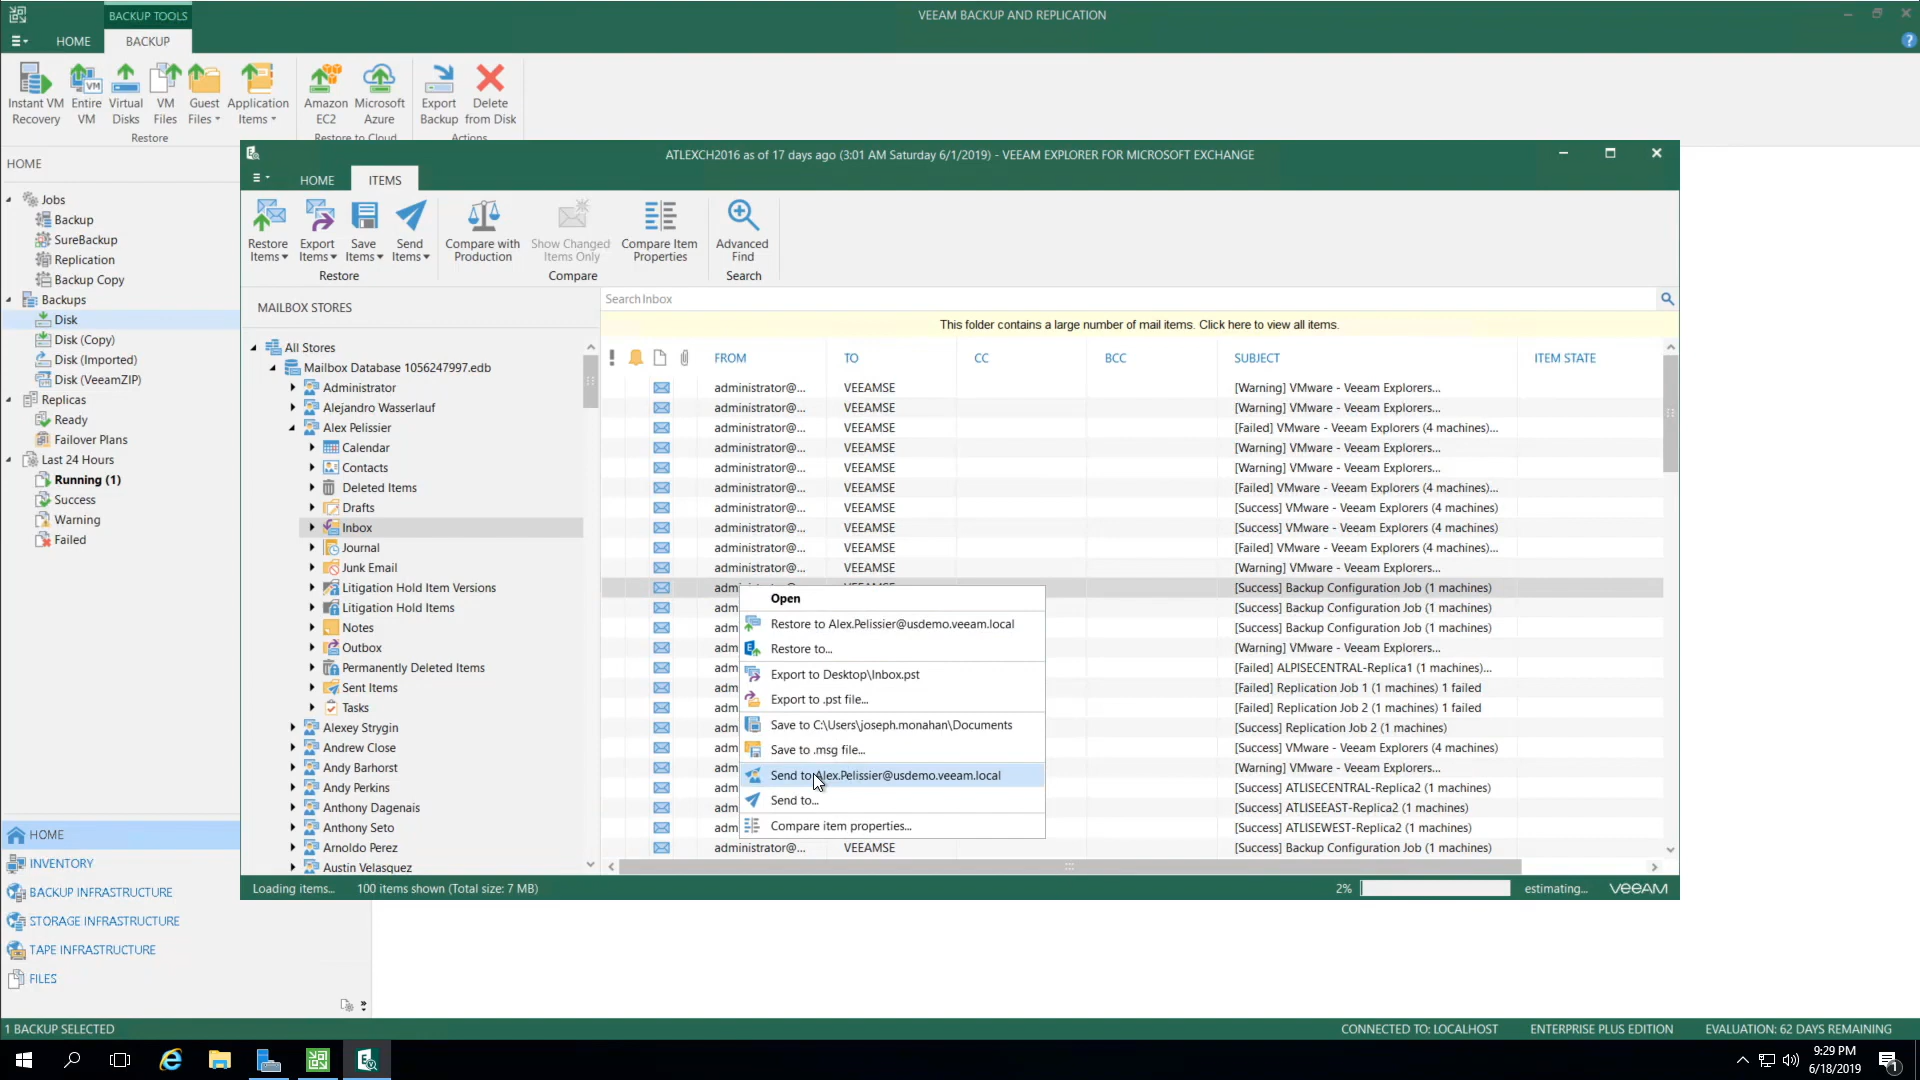 BACKUP TOOLS
VEEAM BACKUP AND REPLICATION
HOME
BACKUP
Instant VM Recovery
Entire VM
Virtual Disks
VM Files
Guest Files
Application Items
Amazon EC2
Microsoft Azure
Export Backup
Delete from Disk
Restore
Restore to Cloud
Actions
HOME
Jobs
Backup
SureBackup
Replication
Backup Copy
Backups
Disk
Disk (Copy)
Disk (Imported)
Disk (VeeamZIP)
Replicas
Ready
Failover Plans
Last 24 Hours
Running (1)
Success
Warning
Failed
HOME
INVENTORY
BACKUP INFRASTRUCTURE
STORAGE INFRASTRUCTURE
TAPE INFRASTRUCTURE
FILES
ATLEXCH2016 as of 17 days ago (3:01 AM Saturday 6/1/2019) - VEEAM EXPLORER FOR MICROSOFT EXCHANGE
HOME
ITEMS
Restore Items
Export Items
Save Items
Send Items
Compare with Production
Show Changed Items Only
Compare Item Properties
Advanced Find
Restore
Compare
Search
MAILBOX STORES
All Stores
Mailbox Database 1056247997.edb
Administrator
Alejandro Wasserlauf
Alex Pelissier
Calendar
Contacts
Deleted Items
Drafts
Inbox
Journal
Junk Email
Litigation Hold Item Versions
Litigation Hold Items
Notes
Outbox
Permanently Deleted Items
Sent Items
Tasks
Alexey Strygin
Andrew Close
Andy Barhorst
Andy Perkins
Anthony Dagenais
Anthony Seto
Arnoldo Perez
Austin Velasquez
Search Inbox
This folder contains a large number of mail items. Click here to view all items.
FROM TO CC BCC SUBJECT ITEM STATE
administrator@... VEEAMSE [Warning] VMware - Veeam Explorers...
administrator@... VEEAMSE [Warning] VMware - Veeam Explorers...
administrator@... VEEAMSE [Failed] VMware - Veeam Explorers (4 machines)...
administrator@... VEEAMSE [Warning] VMware - Veeam Explorers...
administrator@... VEEAMSE [Warning] VMware - Veeam Explorers...
administrator@... VEEAMSE [Failed] VMware - Veeam Explorers (4 machines)...
administrator@... VEEAMSE [Success] VMware - Veeam Explorers (4 machines)
administrator@... VEEAMSE [Success] VMware - Veeam Explorers (4 machines)
administrator@... VEEAMSE [Failed] VMware - Veeam Explorers (4 machines)...
administrator@... VEEAMSE [Warning] VMware - Veeam Explorers...
adm [Success] Backup Configuration Job (1 machines)
adm [Success] Backup Configuration Job (1 machines)
adm [Success] Backup Configuration Job (1 machines)
adm [Warning] VMware - Veeam Explorers...
adm [Failed] ALPISECENTRAL-Replica1 (1 machines)...
adm [Failed] Replication Job 1 (1 machines) 1 failed
adm [Failed] Replication Job 2 (1 machines) 1 failed
adm [Success] Replication Job 2 (1 machines)
adm [Success] VMware - Veeam Explorers (4 machines)
adm [Warning] VMware - Veeam Explorers...
adm [Success] ATLISECENTRAL-Replica2 (1 machines)
adm [Success] ATLISEEAST-Replica2 (1 machines)
adm [Success] ATLISEWEST-Replica2 (1 machines)
administrator@... VEEAMSE [Success] Backup Configuration Job (1 machines)
Open
Restore to Alex.Pelissier@usdemo.veeam.local
Restore to...
Export to Desktop\Inbox.pst
Export to .pst file...
Save to C:\Users\joseph.monahan\Documents
Save to .msg file...
Send to Alex.Pelissier@usdemo.veeam.local
Send to...
Compare item properties...
Loading items... 100 items shown (Total size: 7 MB) 2% estimating... VEEAM
1 BACKUP SELECTED CONNECTED TO: LOCALHOST ENTERPRISE PLUS EDITION EVALUATION: 62 DAYS REMAINING
9:29 PM
6/18/2019
1